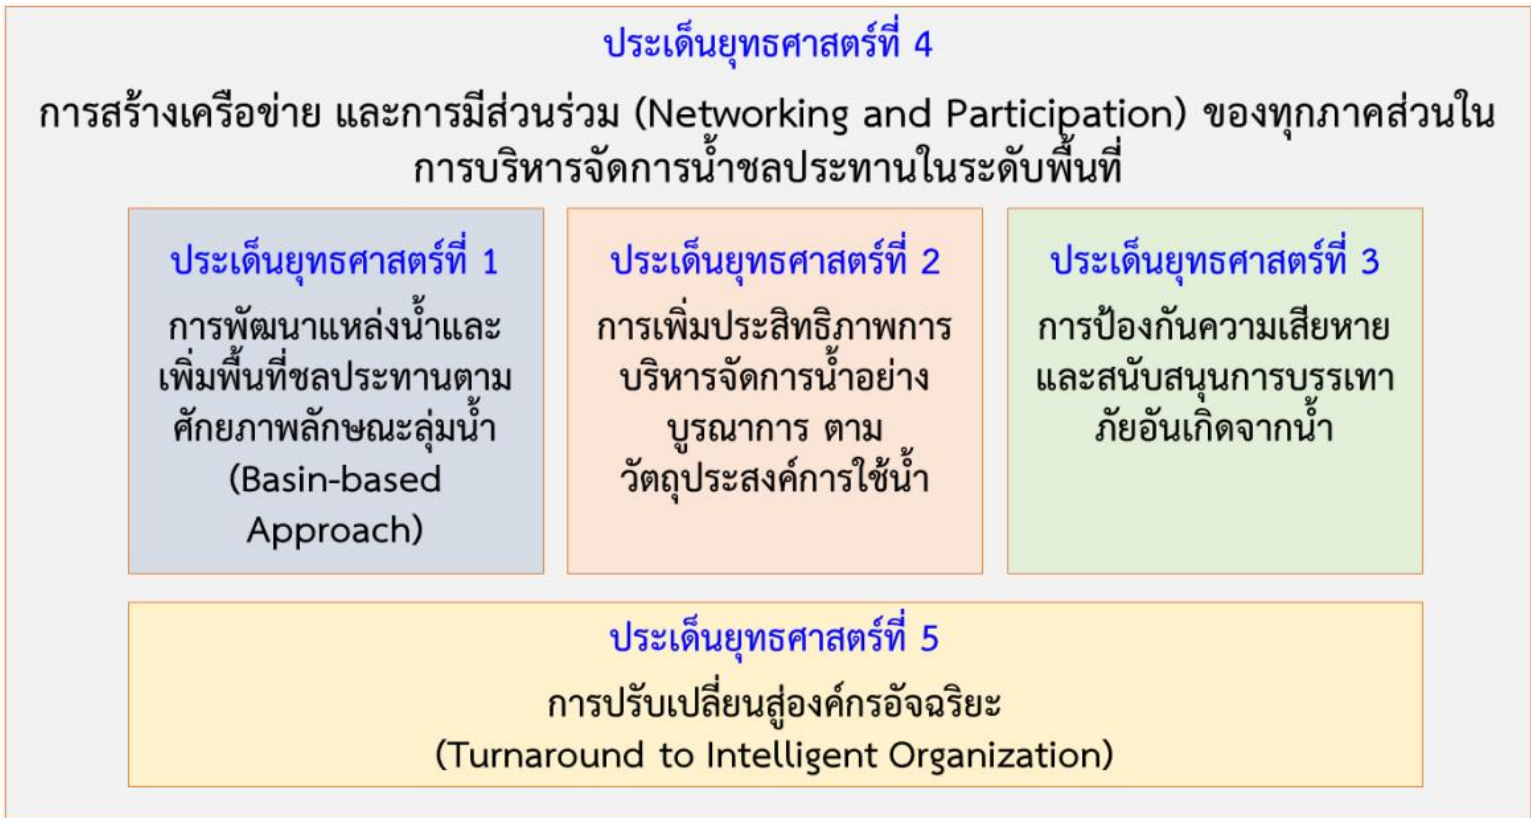 ประเด็นยุทธศาสตร์ที่ 4
การสร้างเครือข่าย และการมีส่วนร่วม (Networking and Participation) ของทุกภาคส่วนใน
การบริหารจัดการน้ำชลประทานในระดับพื้นที่
ประเด็นยุทธศาสตร์ที่ 1
การพัฒนาแหล่งน้ำและ
เพิ่มพื้นที่ชลประทานตาม
ศักยภาพลักษณะลุ่มน้ำ
(Basin-based
Approach)
ประเด็นยุทธศาสตร์ที่ 2
การเพิ่มประสิทธิภาพการ
บริหารจัดการน้ำอย่าง
บูรณาการ ตาม
วัตถุประสงค์การใช้น้ำ
ประเด็นยุทธศาสตร์ที่ 3
การป้องกันความเสียหาย
และสนับสนุนการบรรเทา
ภัยอันเกิดจากน้ำ
ประเด็นยุทธศาสตร์ที่ 5
การปรับเปลี่ยนสู่องค์กรอัจฉริยะ
(Turnaround to Intelligent Organization)